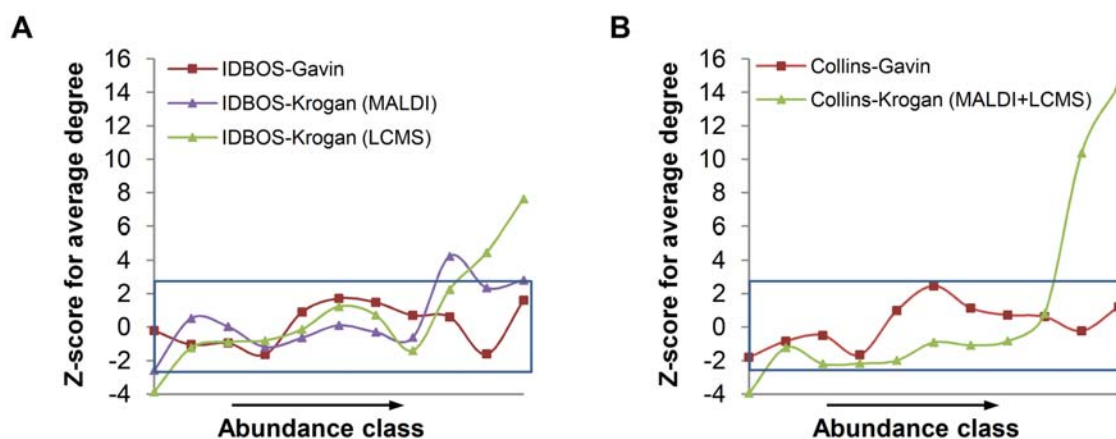 A
Z-score for average degree
16
14
12
10
8
6
4
2
0
-2
-4
IDBOS-Gavin
IDBOS-Krogan (MALDI)
IDBOS-Krogan (LCMS)
Abundance class
B
Z-score for average degree
16
14
12
10
8
6
4
2
0
-2
-4
Collins-Gavin
Collins-Krogan (MALDI+LCMS)
Abundance class